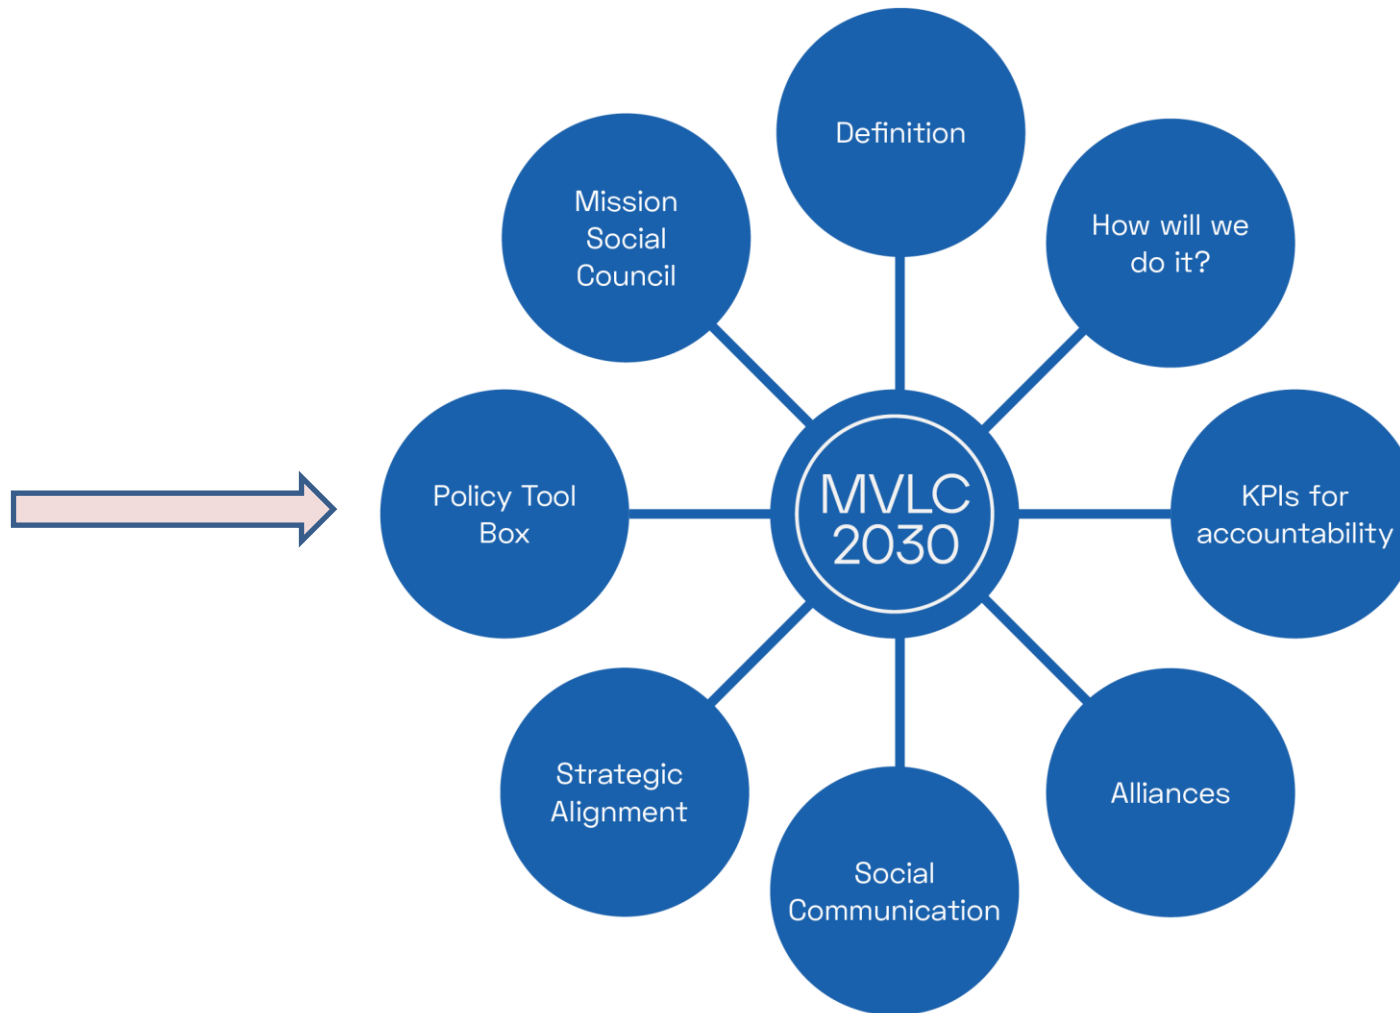 Definition
Mission
Social
Council
How will we
do it?
Policy Tool
Box
MVLC
2030
KPIs for
accountability
Strategic
Alignment
Alliances
Social
Communication